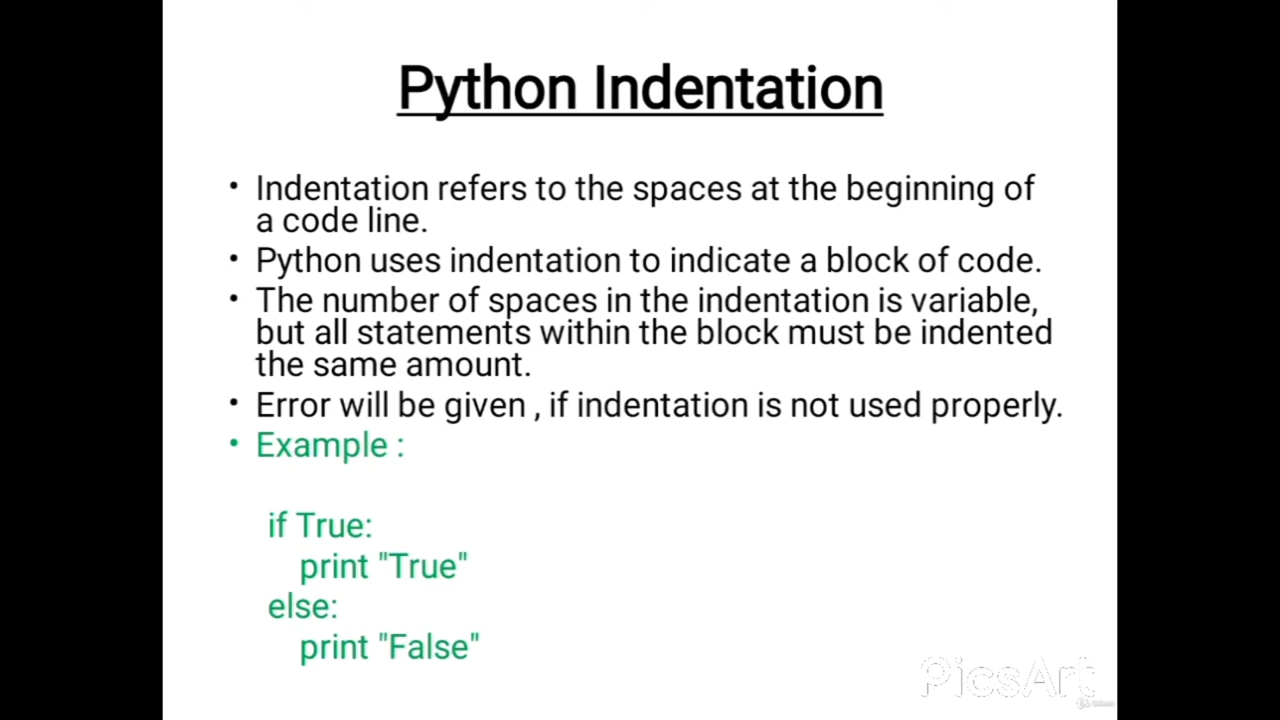 Python Indentation
• Indentation refers to the spaces at the beginning of
a code line.
• Python uses indentation to indicate a block of code.
• The number of spaces in the indentation is variable,
but all statements within the block must be indented
the same amount.
• Error will be given , if indentation is not used properly.
• Example :
if True:
print "True"
else:
print "False"
PicsArt